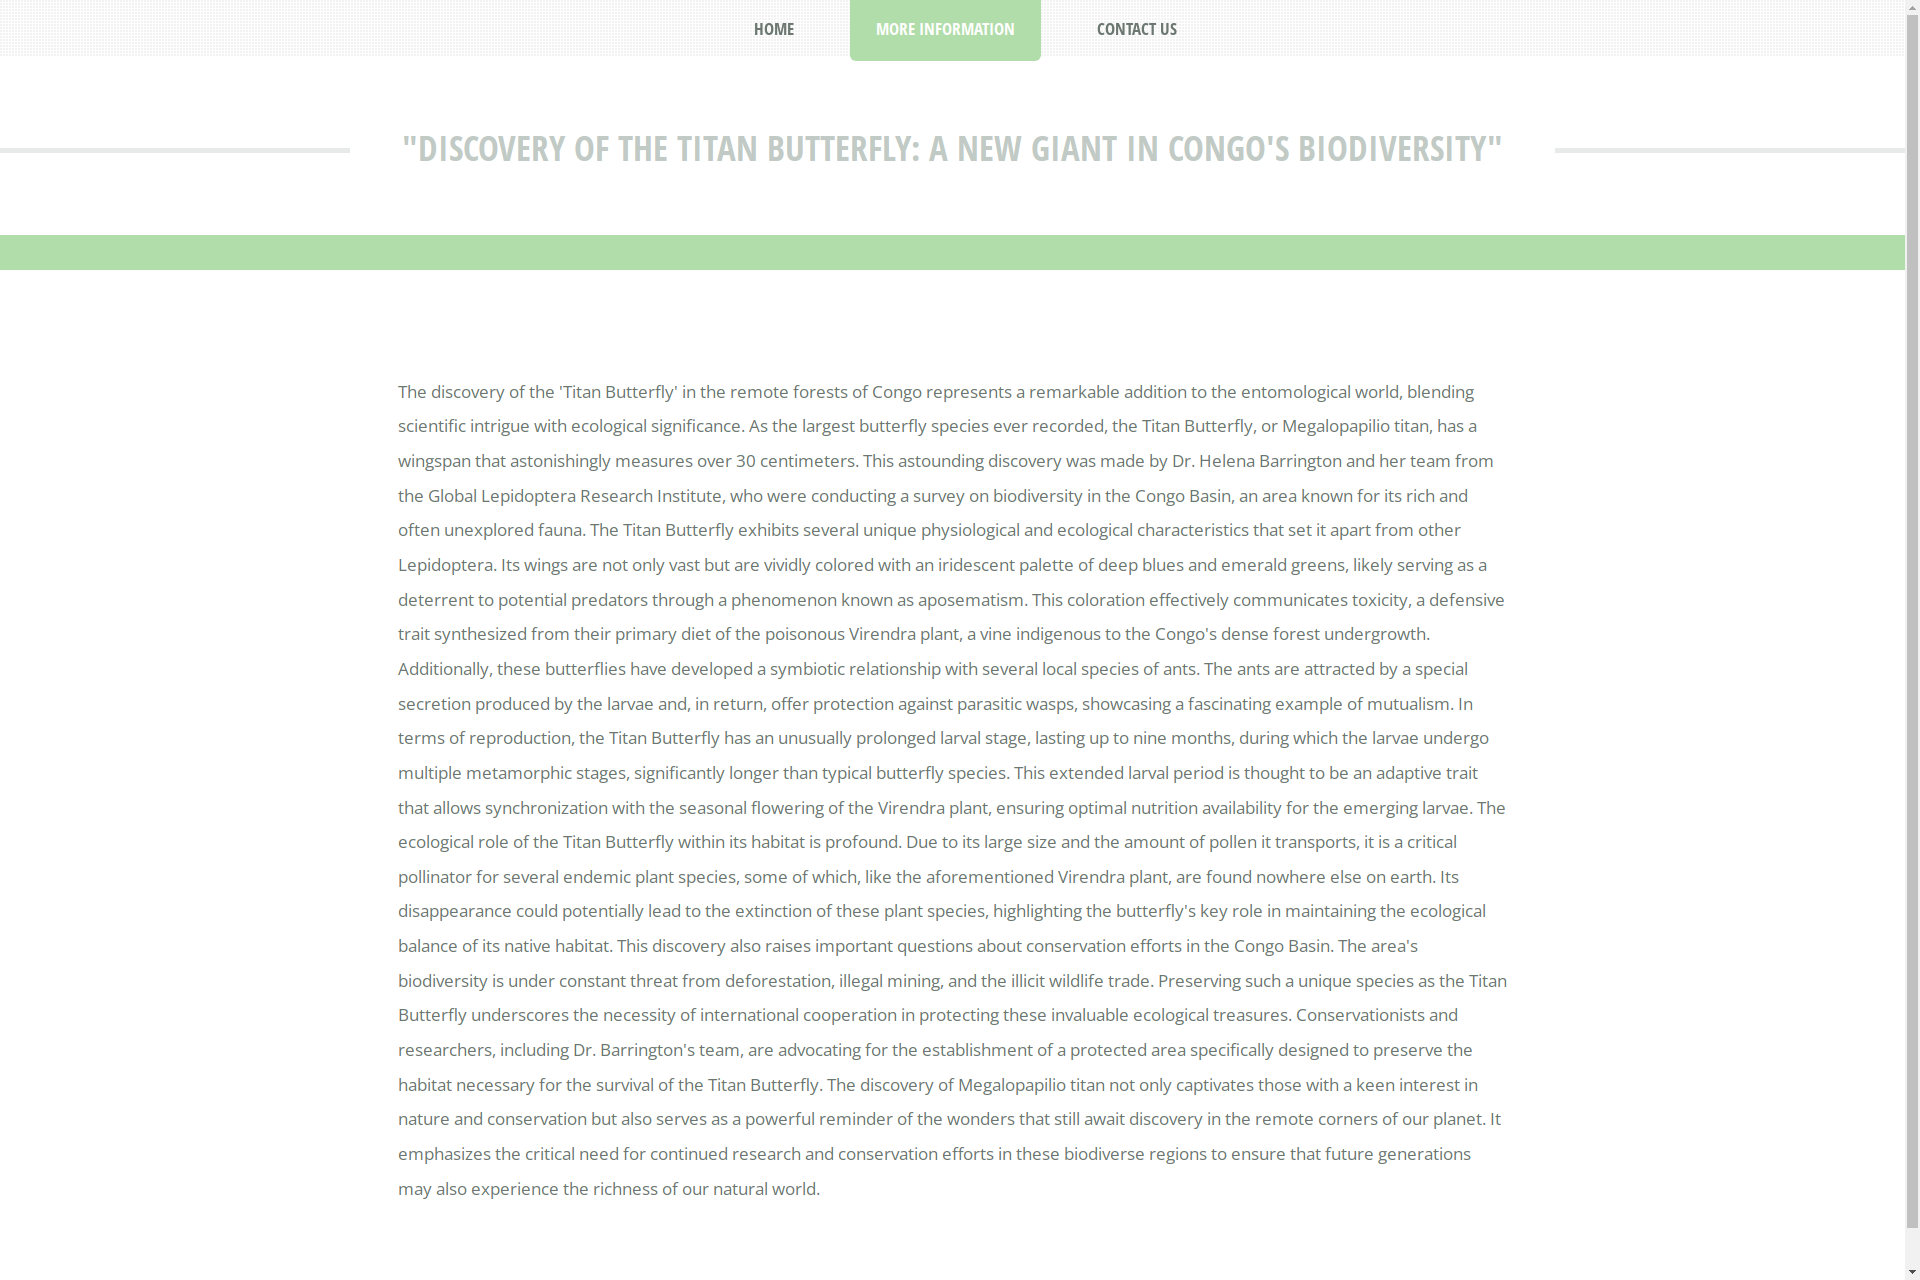 HOME
MORE INFORMATION
CONTACT US
"DISCOVERY OF THE TITAN BUTTERFLY: A NEW GIANT IN CONGO'S BIODIVERSITY"
The discovery of the 'Titan Butterfly' in the remote forests of Congo represents a remarkable addition to the entomological world, blending
scientific intrigue with ecological significance. As the largest butterfly species ever recorded, the Titan Butterfly, or Megalopapilio titan, has a
wingspan that astonishingly measures over 30 centimeters. This astounding discovery was made by Dr. Helena Barrington and her team from
the Global Lepidoptera Research Institute, who were conducting a survey on biodiversity in the Congo Basin, an area known for its rich and
often unexplored fauna. The Titan Butterfly exhibits several unique physiological and ecological characteristics that set it apart from other
Lepidoptera. Its wings are not only vast but are vividly colored with an iridescent palette of deep blues and emerald greens, likely serving as a
deterrent to potential predators through a phenomenon known as aposematism. This coloration effectively communicates toxicity, a defensive
trait synthesized from their primary diet of the poisonous Virendra plant, a vine indigenous to the Congo's dense forest undergrowth.
Additionally, these butterflies have developed a symbiotic relationship with several local species of ants. The ants are attracted by a special
secretion produced by the larvae and, in return, offer protection against parasitic wasps, showcasing a fascinating example of mutualism. In
terms of reproduction, the Titan Butterfly has an unusually prolonged larval stage, lasting up to nine months, during which the larvae undergo
multiple metamorphic stages, significantly longer than typical butterfly species. This extended larval period is thought to be an adaptive trait
that allows synchronization with the seasonal flowering of the Virendra plant, ensuring optimal nutrition availability for the emerging larvae. The
ecological role of the Titan Butterfly within its habitat is profound. Due to its large size and the amount of pollen it transports, it is a critical
pollinator for several endemic plant species, some of which, like the aforementioned Virendra plant, are found nowhere else on earth. Its
disappearance could potentially lead to the extinction of these plant species, highlighting the butterfly's key role in maintaining the ecological
balance of its native habitat. This discovery also raises important questions about conservation efforts in the Congo Basin. The area's
biodiversity is under constant threat from deforestation, illegal mining, and the illicit wildlife trade. Preserving such a unique species as the Titan
Butterfly underscores the necessity of international cooperation in protecting these invaluable ecological treasures. Conservationists and
researchers, including Dr. Barrington's team, are advocating for the establishment of a protected area specifically designed to preserve the
habitat necessary for the survival of the Titan Butterfly. The discovery of Megalopapilio titan not only captivates those with a keen interest in
nature and conservation but also serves as a powerful reminder of the wonders that still await discovery in the remote corners of our planet. It
emphasizes the critical need for continued research and conservation efforts in these biodiverse regions to ensure that future generations
may also experience the richness of our natural world.